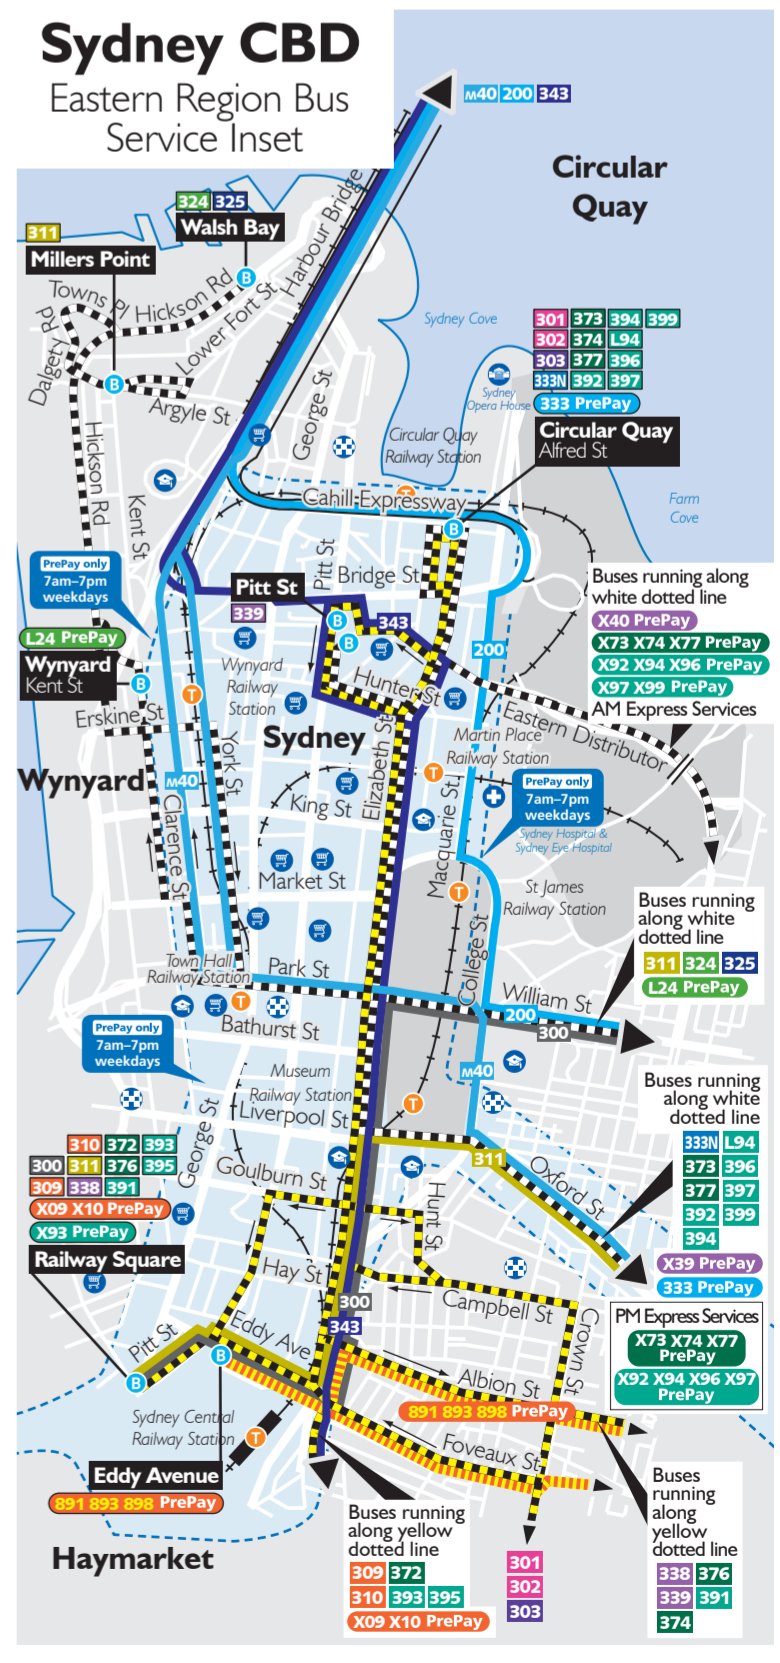 Sydney CBD
Eastern Region Bus
Service Inset
M40 200 343
Circular
Quay
324 325
Walsh Bay
311
Millers Point
Harbour Bridge
Towns Pl
Hickson Rd
Lower Fort St
Dalgety Rd
Argyle St
Hickson Rd
Kent St
George St
Sydney Cove
301 373 394 399
302 374 L94
303 377 396
333N 392 397
333 PrePay
Sydney
Opera House
Circular Quay
Alfred St
Circular Quay
Railway Station
Farm
Cove
Cahill Expressway
PrePay only
7am–7pm
weekdays
L24 PrePay
Wynyard
Kent St
Erskine St
Pitt St
Bridge St
Pitt St
339
343
200
Wynyard
Railway
Station
Hunter St
Buses running along
white dotted line
X40 PrePay
X73 X74 X77 PrePay
X92 X94 X96 PrePay
X97 X99 PrePay
AM Express Services
Eastern Distributor
Sydney
Martin Place
Railway Station
Wynyard
M40
York St
Clarence St
Elizabeth St
King St
Macquarie St
PrePay only
7am–7pm
weekdays
Sydney Hospital &
Sydney Eye Hospital
Market St
St James
Railway Station
Buses running
along white
dotted line
311 324 325
L24 PrePay
College St
Town Hall
Railway Station
Park St
William St
200
300
Bathurst St
PrePay only
7am–7pm
weekdays
M40
Museum
Railway Station
Liverpool St
George St
Buses running
along white
dotted line
333N L94
373 396
377 397
392 399
394
X39 PrePay
333 PrePay
310 372 393
300 311 376 395
309 338 391
X09 X10 PrePay
X93 PrePay
Railway Square
Goulburn St
311
Oxford St
Hunt St
Hay St
300
343
Campbell St
Crown St
PM Express Services
X73 X74 X77
PrePay
X92 X94 X96 X97
PrePay
Pitt St
Eddy Ave
Albion St
891 893 898 PrePay
Sydney Central
Railway Station
Foveaux St
Eddy Avenue
891 893 898 PrePay
Haymarket
Buses running
along yellow
dotted line
309 372
310 393 395
X09 X10 PrePay
301
302
303
Buses
running
along
yellow
dotted line
338 376
339 391
374